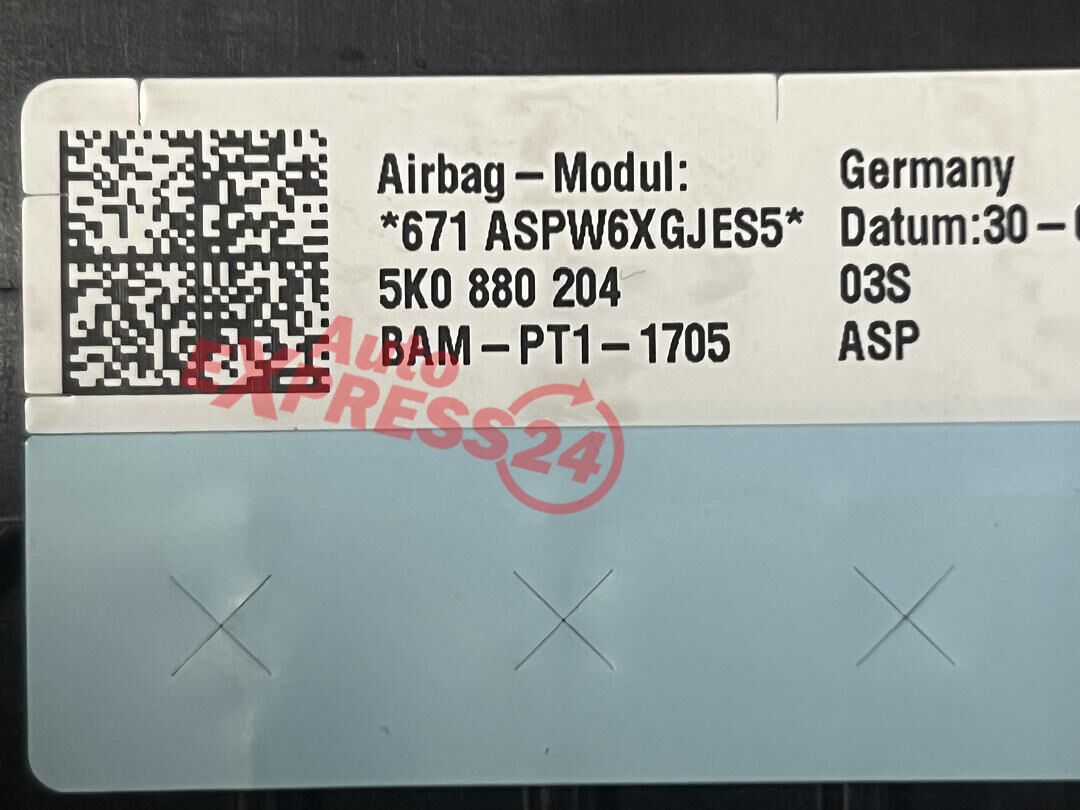 Airbag – Modul:
*671 ASPW6XGJES5*
5K0 880 204
BAM – PT1 – 1705
Germany
Datum:30 –
03S
ASP
Auto
EXPRESS24